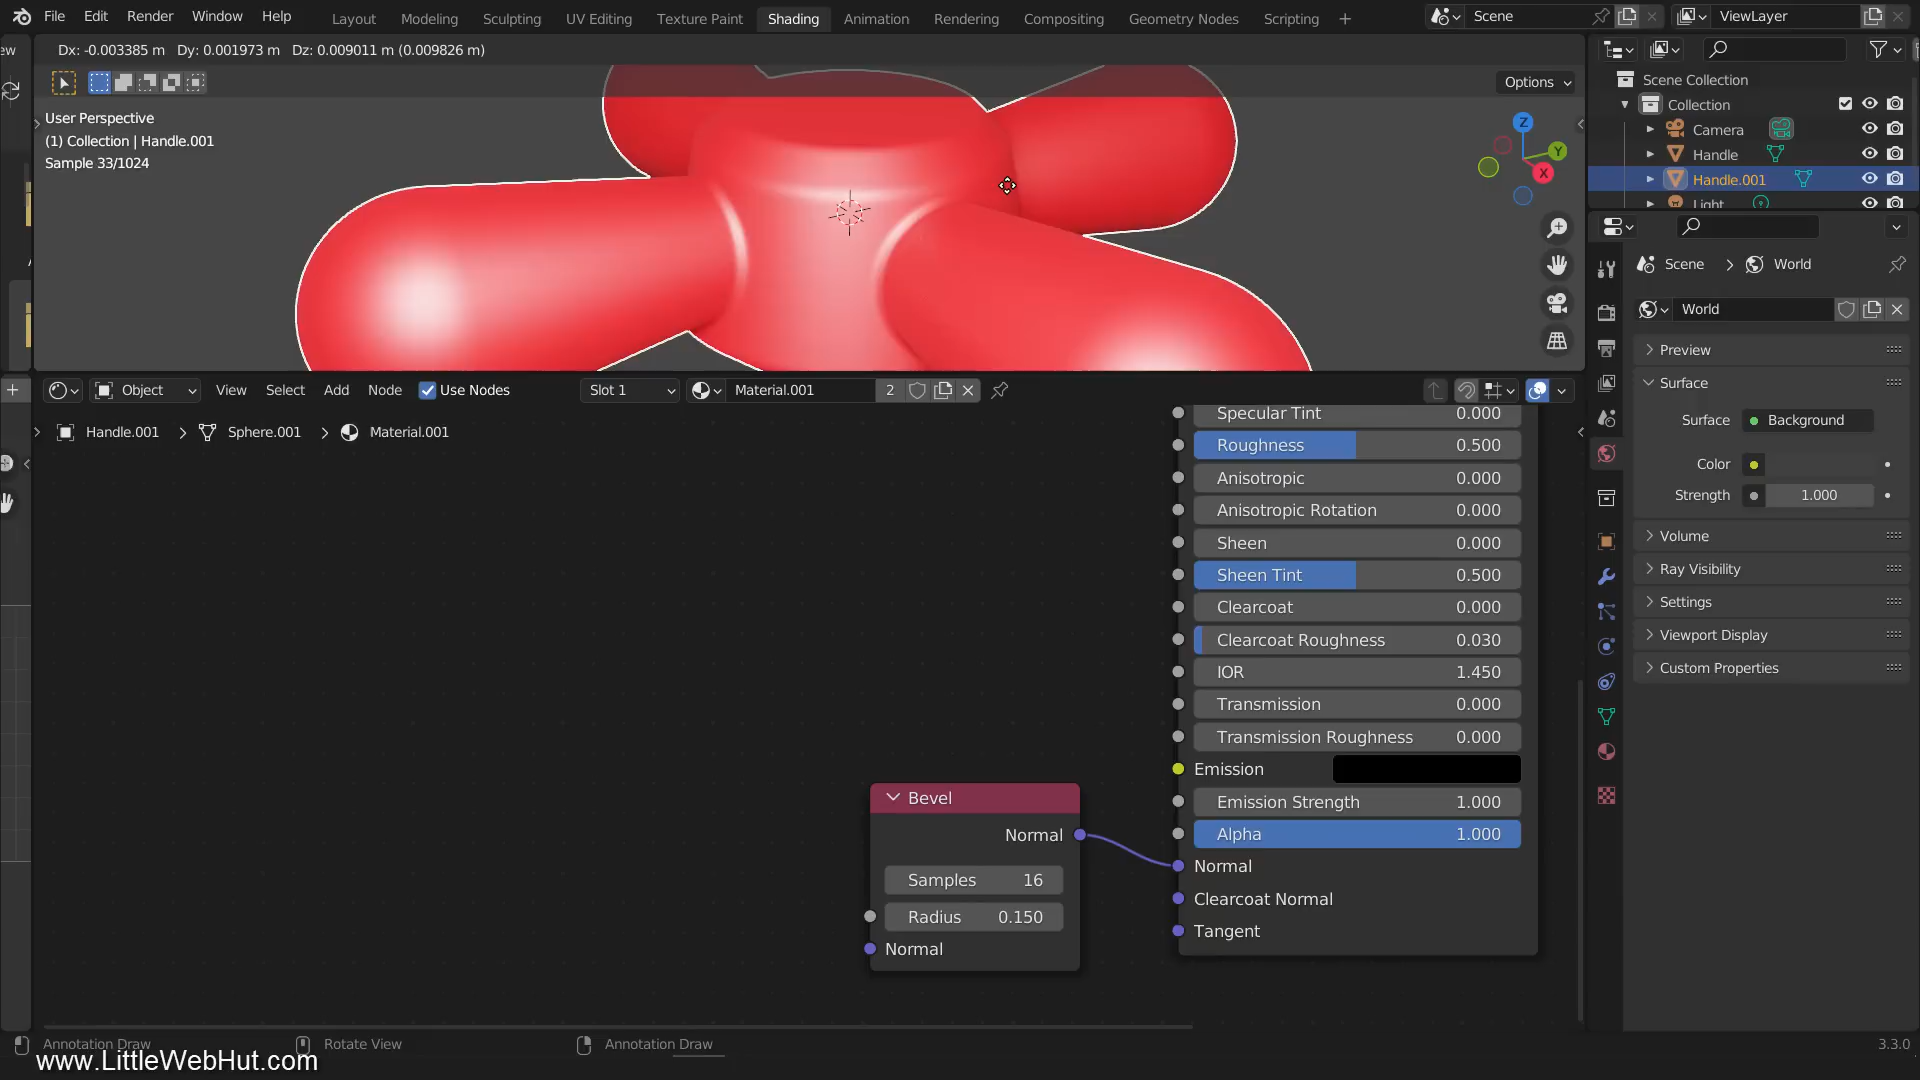 File Edit Render Window Help Layout Modeling Sculpting UV Editing Texture Paint Shading Animation Rendering Compositing Geometry Nodes Scripting + Scene ViewLayer
ew Dx: -0.003385 m Dy: 0.001973 m Dz: 0.009011 m (0.009826 m)
Options
User Perspective
(1) Collection | Handle.001
Sample 33/1024
Z
Y
X
Scene Collection
Collection
Camera
Handle
Handle.001
Light
Scene > World
World
Preview
Surface
Surface Background
Color
Strength 1.000
Volume
Ray Visibility
Settings
Viewport Display
Custom Properties
Object View Select Add Node Use Nodes Slot 1 Material.001 2
Handle.001 > Sphere.001 > Material.001
Specular Tint 0.000
Roughness 0.500
Anisotropic 0.000
Anisotropic Rotation 0.000
Sheen 0.000
Sheen Tint 0.500
Clearcoat 0.000
Clearcoat Roughness 0.030
IOR 1.450
Transmission 0.000
Transmission Roughness 0.000
Emission
Emission Strength 1.000
Alpha 1.000
Normal
Clearcoat Normal
Tangent
Bevel
Normal
Samples 16
Radius 0.150
Normal
Annotation Draw Rotate View Annotation Draw 3.3.0
www.LittleWebHut.com